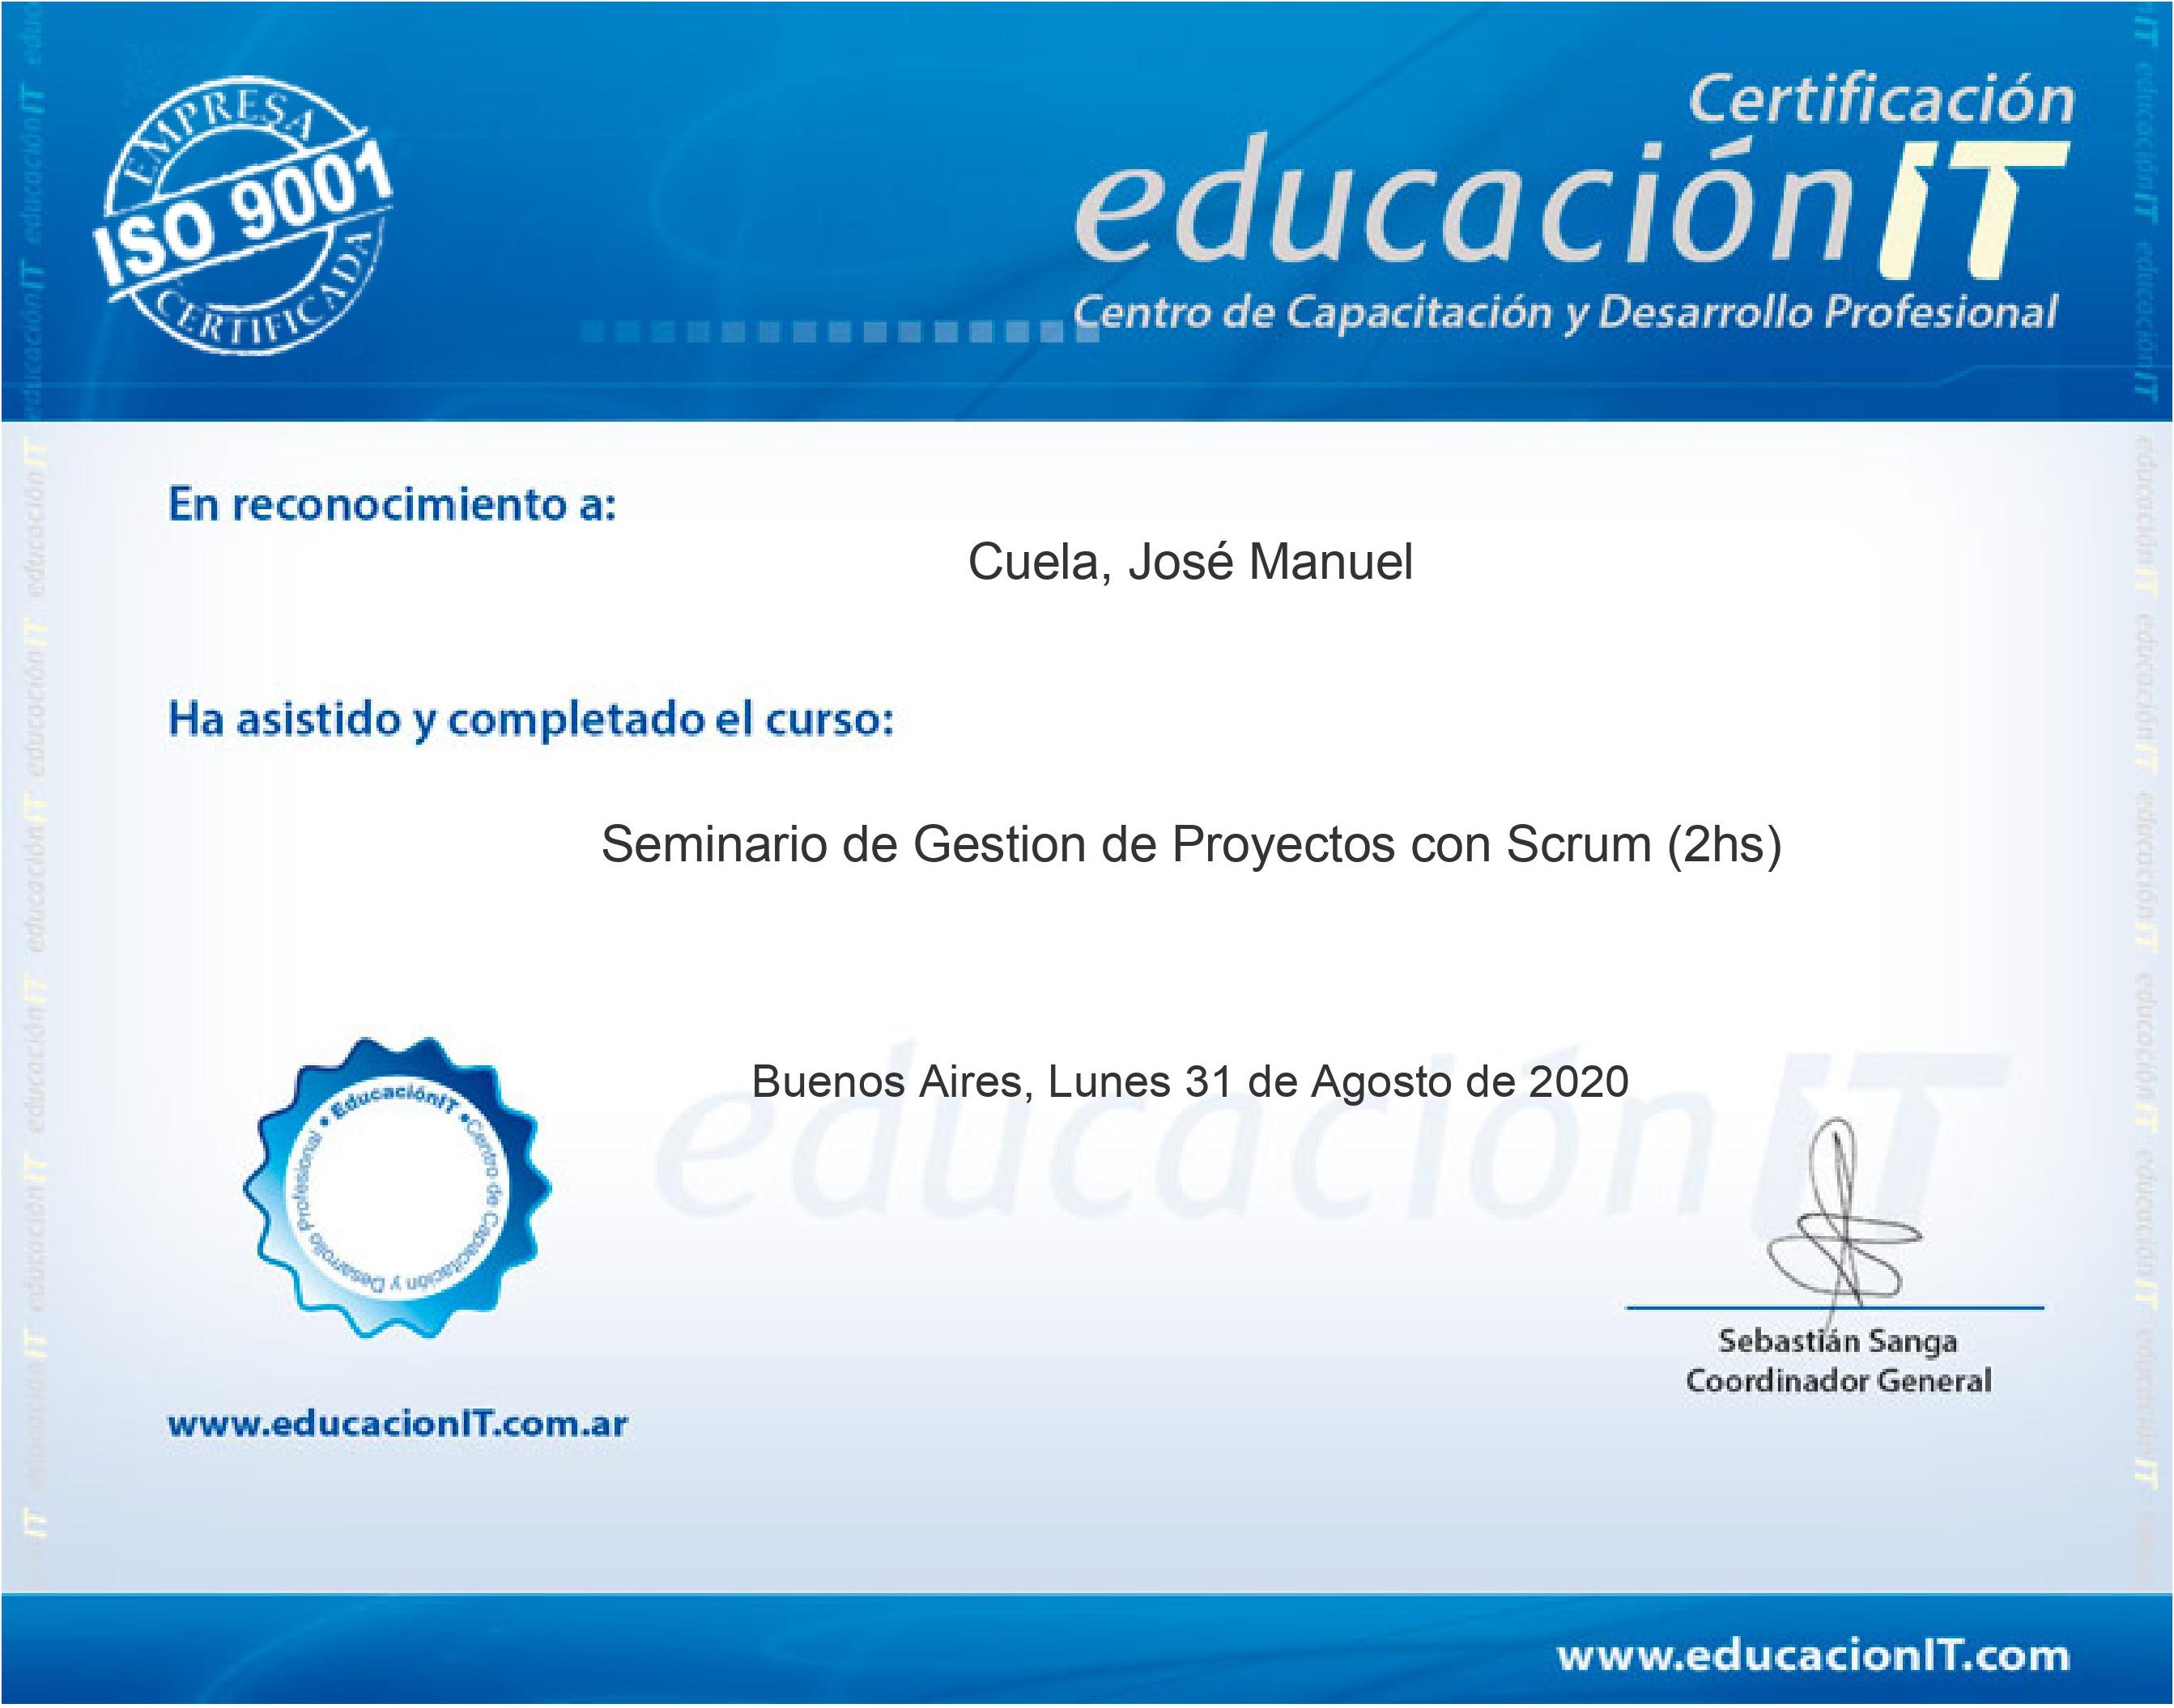 EMPRESA
ISO 9001
CERTIFICADA
Certificación
educaciónIT
Centro de Capacitación y Desarrollo Profesional
En reconocimiento a:
Cuela, José Manuel
Ha asistido y completado el curso:
Seminario de Gestion de Proyectos con Scrum (2hs)
Buenos Aires, Lunes 31 de Agosto de 2020
educaciónIT
• EducaciónIT • Centro de Capacitación y Desarrollo Profesional
Sebastián Sanga
Coordinador General
www.educacionIT.com.ar
www.educacionIT.com